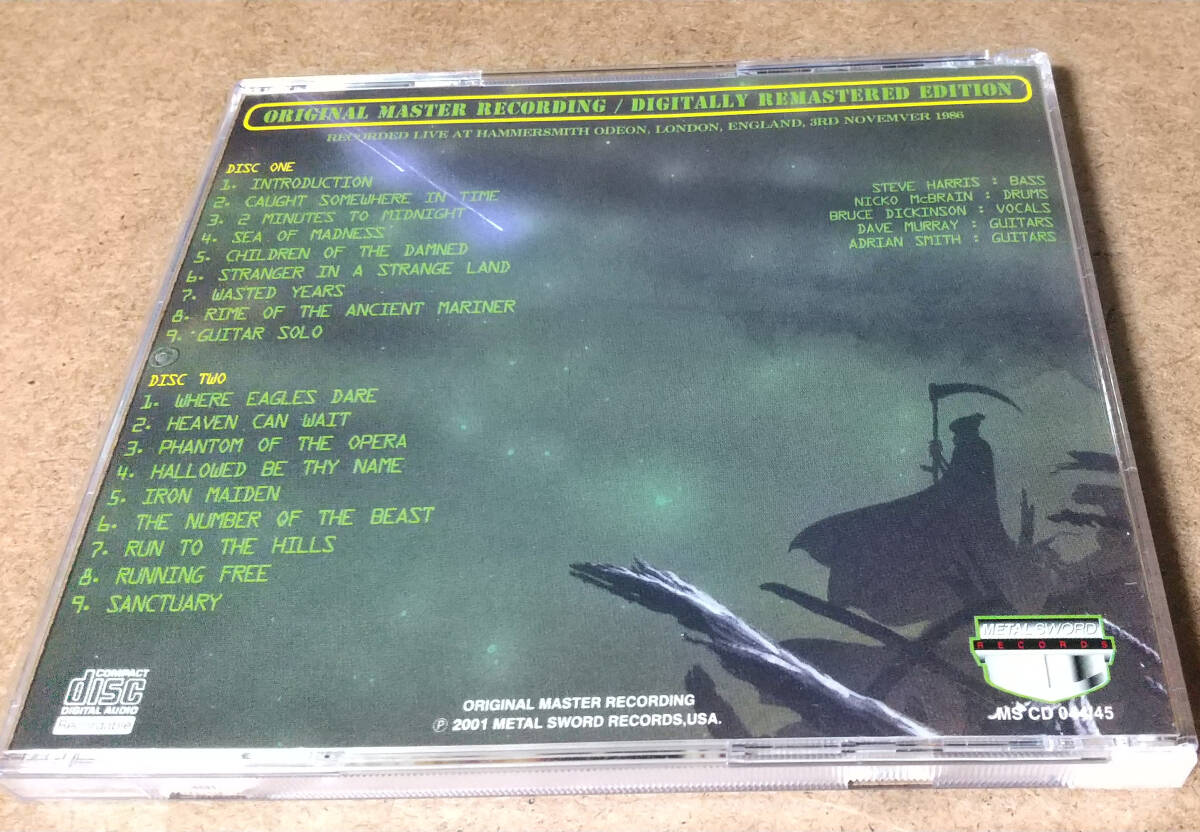 ORIGINAL MASTER RECORDING / DIGITALLY REMASTERED EDITION
RECORDED LIVE AT HAMMERSMITH ODEON, LONDON, ENGLAND, 3RD NOVEMVER 1986
DISC ONE
1. INTRODUCTION
2. CAUGHT SOMEWHERE IN TIME
3. 2 MINUTES TO MIDNIGHT
4. SEA OF MADNESS
5. CHILDREN OF THE DAMNED
6. STRANGER IN A STRANGE LAND
7. WASTED YEARS
8. RIME OF THE ANCIENT MARINER
9. GUITAR SOLO
STEVE HARRIS : BASS
NICKO McBRAIN : DRUMS
BRUCE DICKINSON : VOCALS
DAVE MURRAY : GUITARS
ADRIAN SMITH : GUITARS
DISC TWO
1. WHERE EAGLES DARE
2. HEAVEN CAN WAIT
3. PHANTOM OF THE OPERA
4. HALLOWED BE THY NAME
5. IRON MAIDEN
6. THE NUMBER OF THE BEAST
7. RUN TO THE HILLS
8. RUNNING FREE
9. SANCTUARY
COMPACT
disc
DIGITAL AUDIO
Recordable
ORIGINAL MASTER RECORDING
℗ 2001 METAL SWORD RECORDS,USA.
METAL SWORD
RECORDS
MS CD 044/45